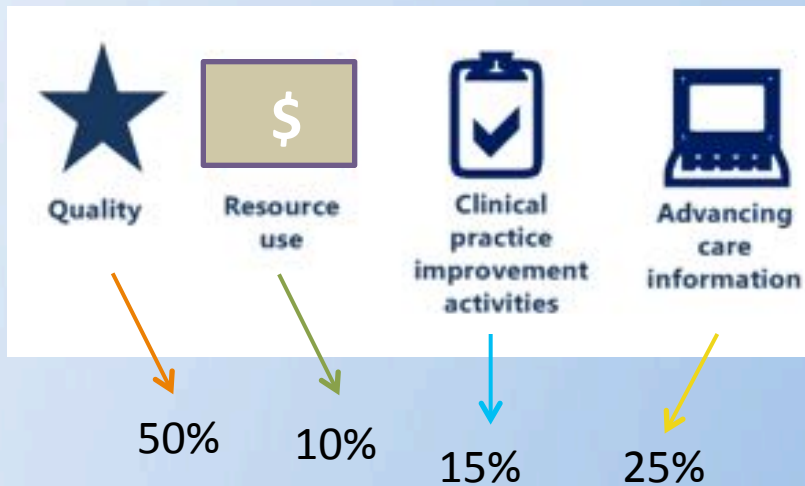 $
Quality
Resource
use
Clinical
practice
improvement
activities
Advancing
care
information
50%
10%
15%
25%